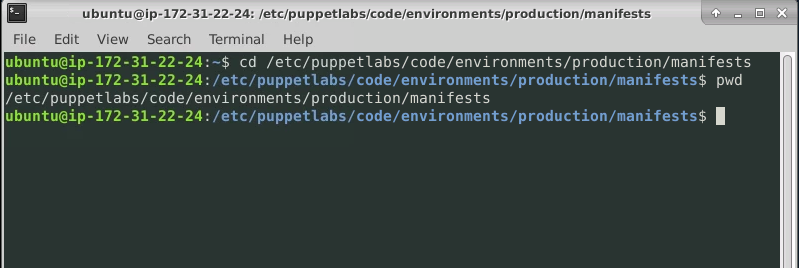 ubuntu@ip-172-31-22-24: /etc/puppetlabs/code/environments/production/manifests
File Edit View Search Terminal Help
ubuntu@ip-172-31-22-24:~$ cd /etc/puppetlabs/code/environments/production/manifests
ubuntu@ip-172-31-22-24:/etc/puppetlabs/code/environments/production/manifests$ pwd
/etc/puppetlabs/code/environments/production/manifests
ubuntu@ip-172-31-22-24:/etc/puppetlabs/code/environments/production/manifests$